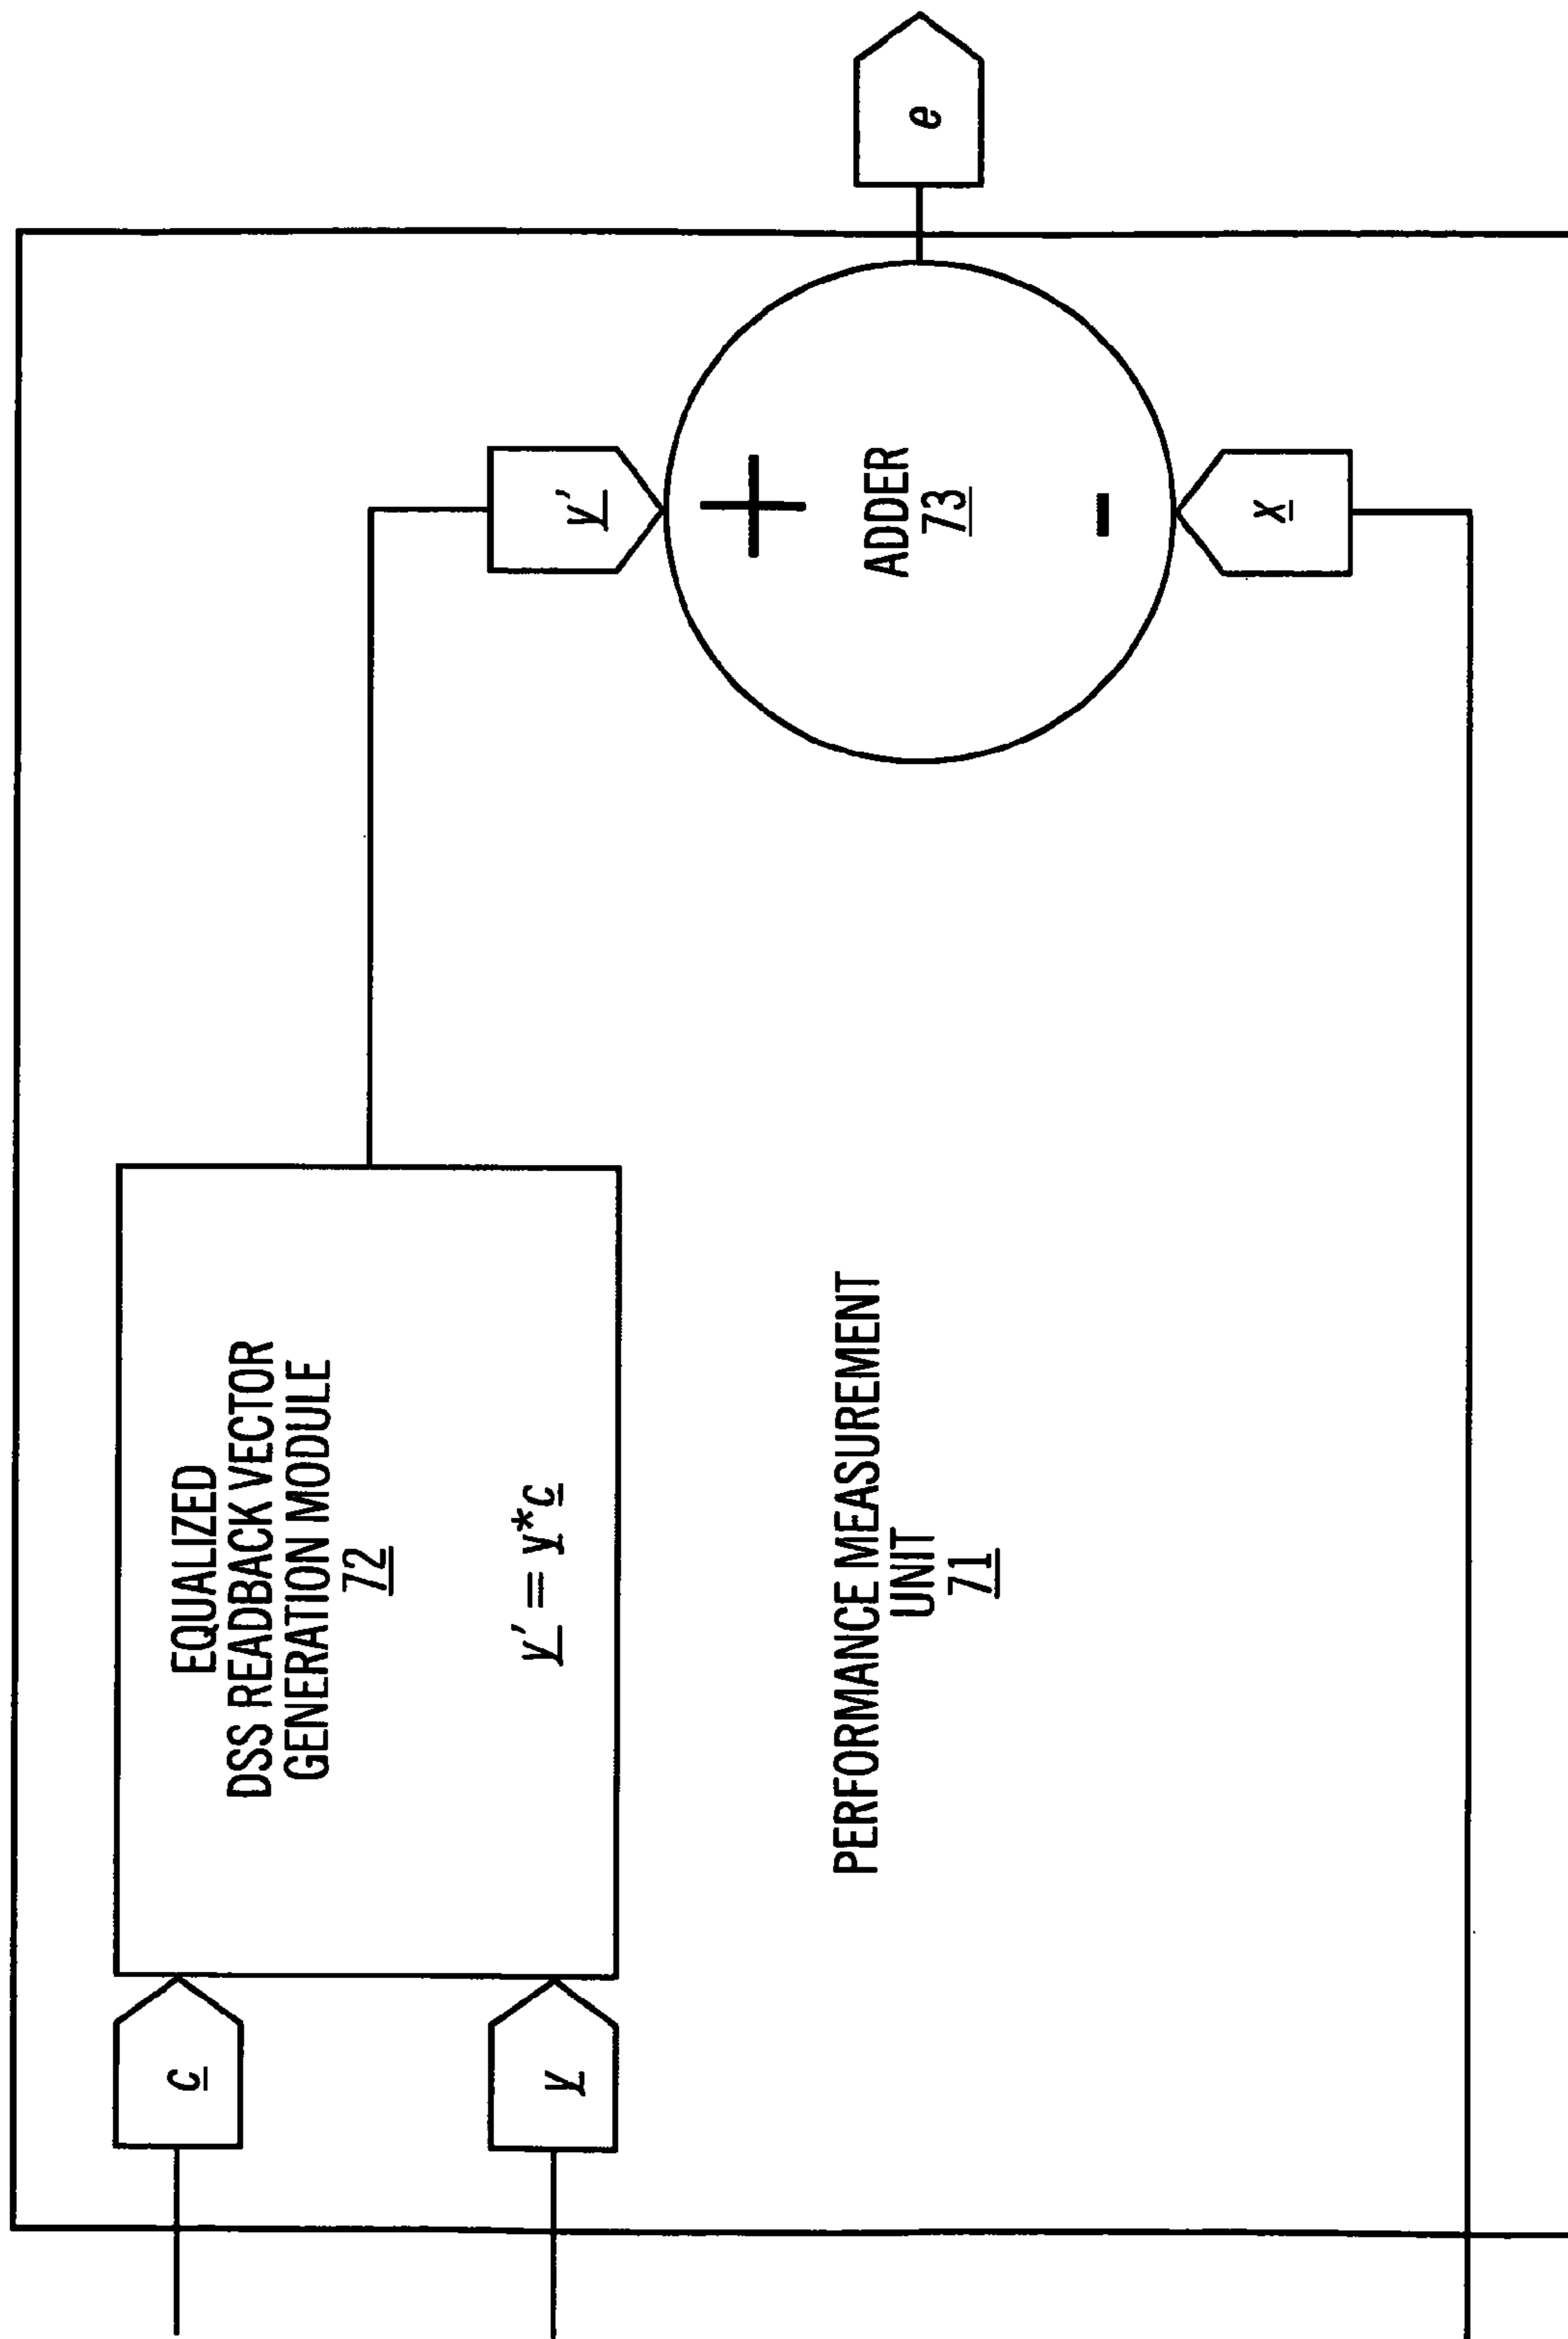 c
y
EQUALIZED
DSS READBACK VECTOR
GENERATION MODULE
72
y' = y*c
PERFORMANCE MEASUREMENT
UNIT
71
y'
+
ADDER
73
-
x
e